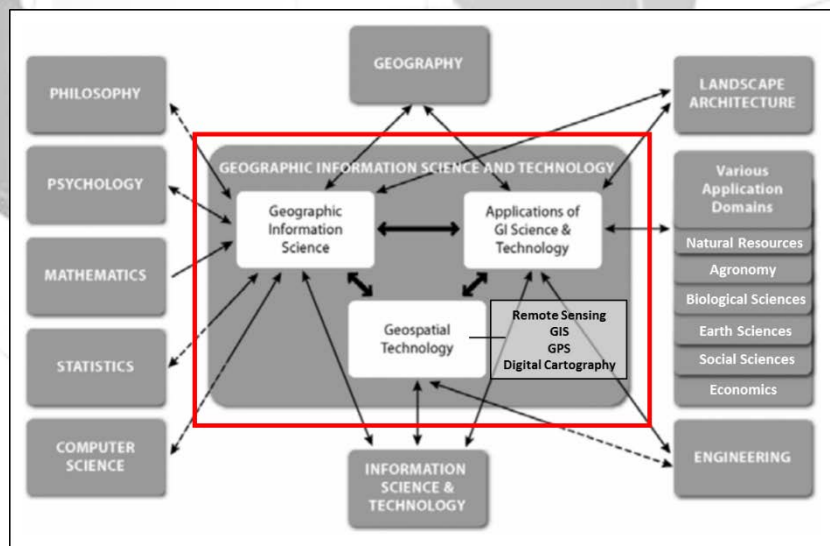 PHILOSOPHY
PSYCHOLOGY
MATHEMATICS
STATISTICS
COMPUTER
SCIENCE
GEOGRAPHY
GEOGRAPHIC INFORMATION SCIENCE AND TECHNOLOGY
Geographic
Information
Science
Applications of
GI Science &
Technology
Geospatial
Technology
Remote Sensing
GIS
GPS
Digital Cartography
INFORMATION
SCIENCE &
TECHNOLOGY
LANDSCAPE
ARCHITECTURE
Various
Application
Domains
Natural Resources
Agronomy
Biological Sciences
Earth Sciences
Social Sciences
Economics
ENGINEERING